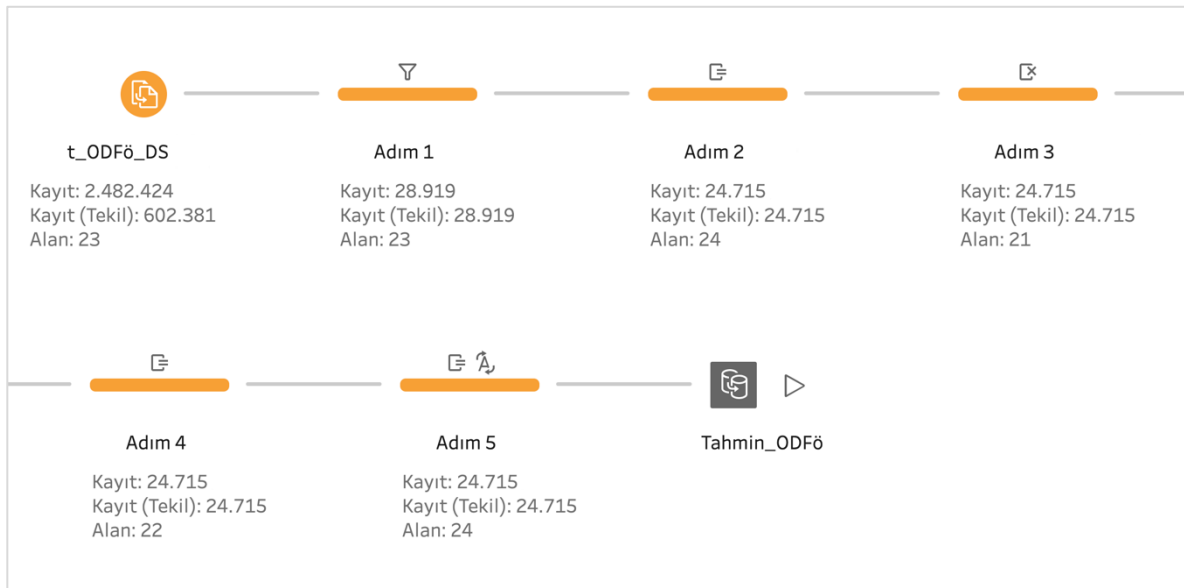 t_ODFö_DS
Kayıt: 2.482.424
Kayıt (Tekil): 602.381
Alan: 23
Adım 1
Kayıt: 28.919
Kayıt (Tekil): 28.919
Alan: 23
Adım 2
Kayıt: 24.715
Kayıt (Tekil): 24.715
Alan: 24
Adım 3
Kayıt: 24.715
Kayıt (Tekil): 24.715
Alan: 21
Adım 4
Kayıt: 24.715
Kayıt (Tekil): 24.715
Alan: 22
Adım 5
Kayıt: 24.715
Kayıt (Tekil): 24.715
Alan: 24
Tahmin_ODFö